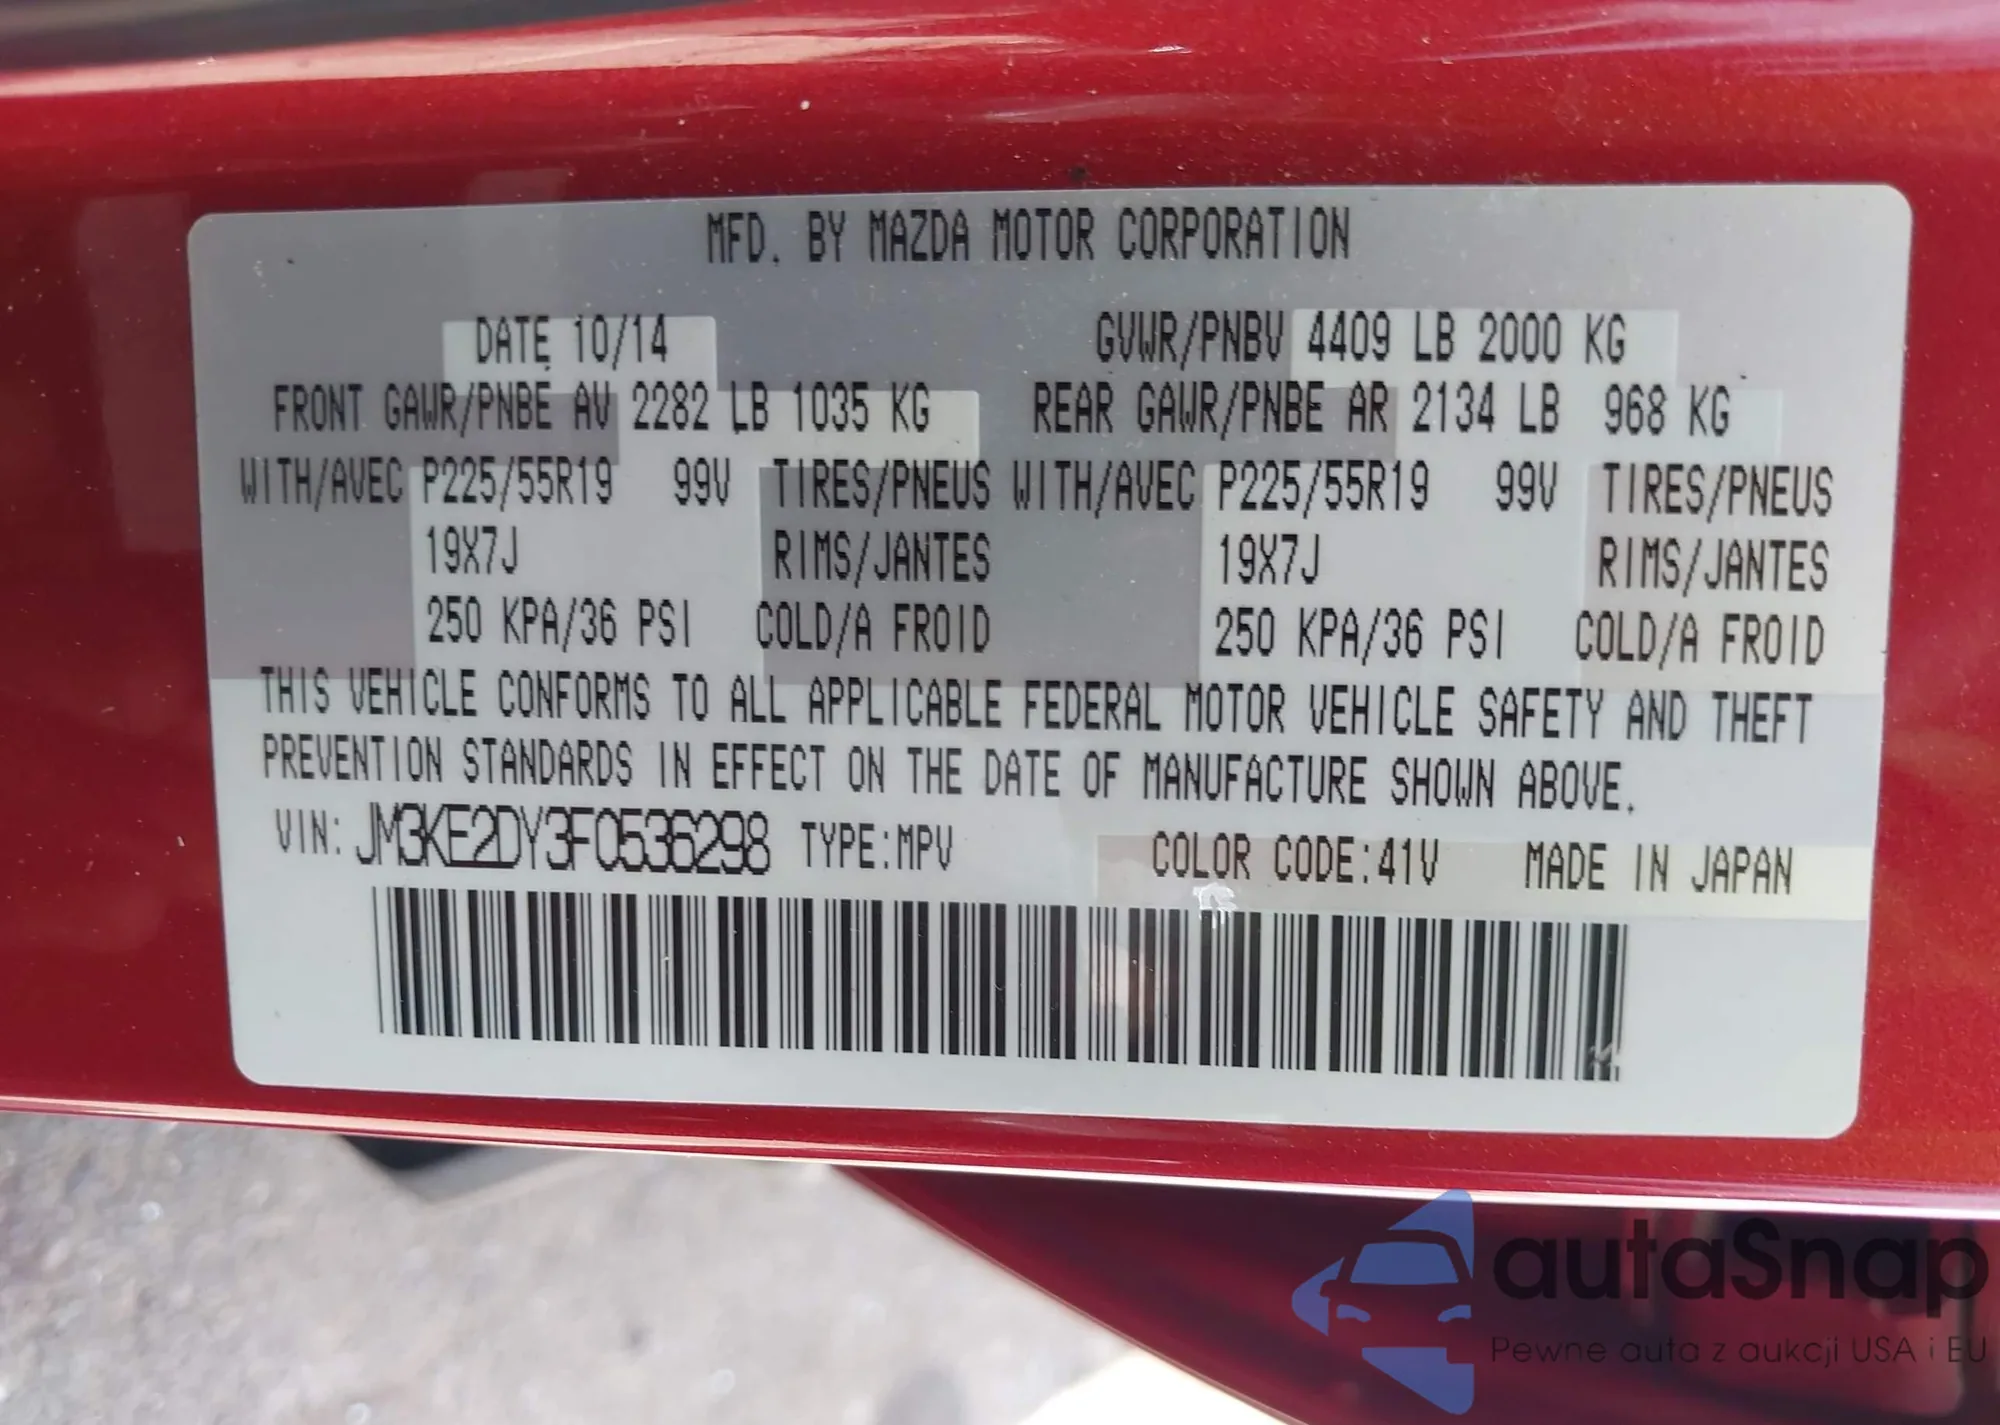 MFD. BY MAZDA MOTOR CORPORATION
DATE 10/14 GVWR/PNBV 4409 LB 2000 KG
FRONT GAWR/PNBE AV 2282 LB 1035 KG REAR GAWR/PNBE AR 2134 LB 968 KG
WITH/AVEC P225/55R19 99V TIRES/PNEUS WITH/AVEC P225/55R19 99V TIRES/PNEUS
19X7J RIMS/JANTES 19X7J RIMS/JANTES
250 KPA/36 PSI COLD/A FROID 250 KPA/36 PSI COLD/A FROID
THIS VEHICLE CONFORMS TO ALL APPLICABLE FEDERAL MOTOR VEHICLE SAFETY AND THEFT
PREVENTION STANDARDS IN EFFECT ON THE DATE OF MANUFACTURE SHOWN ABOVE.
VIN: JM3KE2DY3F0536298 TYPE:MPV COLOR CODE:41V MADE IN JAPAN
autaSnap
Pewne auta z aukcji USA i EU